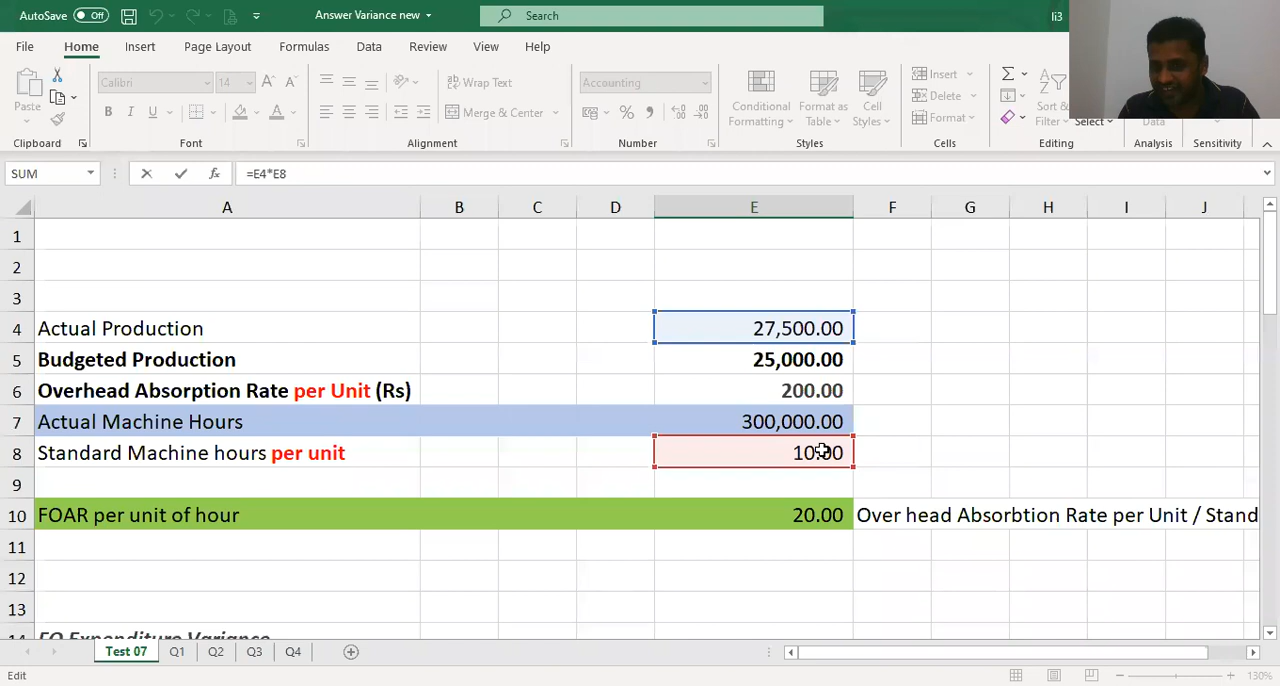 AutoSave Off Answer Variance new Search li3
File Home Insert Page Layout Formulas Data Review View Help
Calibri 14 Wrap Text Accounting Insert
Paste B I U Merge & Center Conditional Formatting Format as Table Cell Styles Delete Format Sort & Filter Select Data
Clipboard Font Alignment Number Styles Cells Editing Analysis Sensitivity
SUM =E4*E8
A B C D E F G H I J
1
2
3
4 Actual Production 27,500.00
5 Budgeted Production 25,000.00
6 Overhead Absorption Rate per Unit (Rs) 200.00
7 Actual Machine Hours 300,000.00
8 Standard Machine hours per unit 10.00
9
10 FOAR per unit of hour 20.00 Over head Absorbtion Rate per Unit / Stand
11
12
13
14 FO Expenditure Variance
Test 07 Q1 Q2 Q3 Q4
Edit 130%